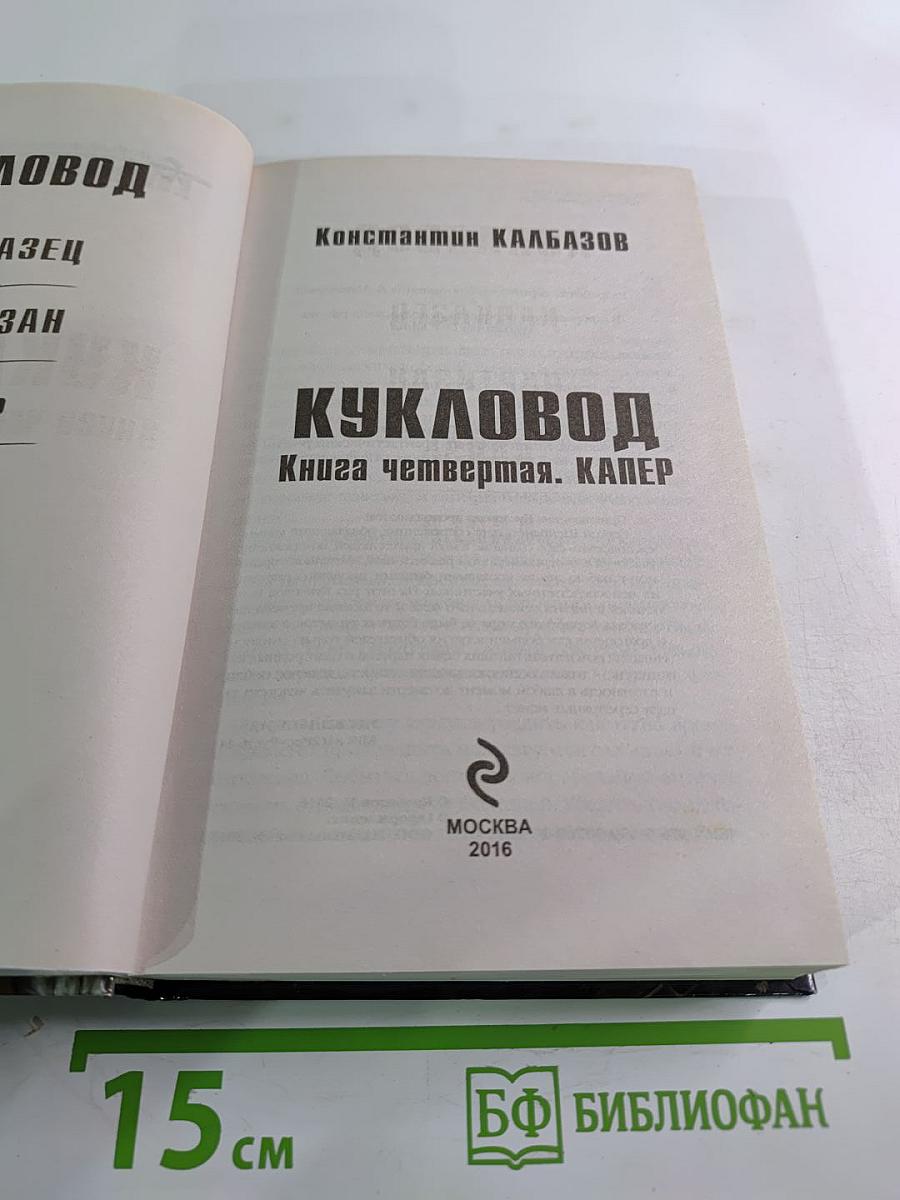 ЛОВОД
АЗЕЦ
ЗАН
Р
Константин КАЛБАЗОВ
КУКЛОВОД
Книга четвертая. КАПЕР
МОСКВА
2016
15 см
БФ БИБЛИОФАН